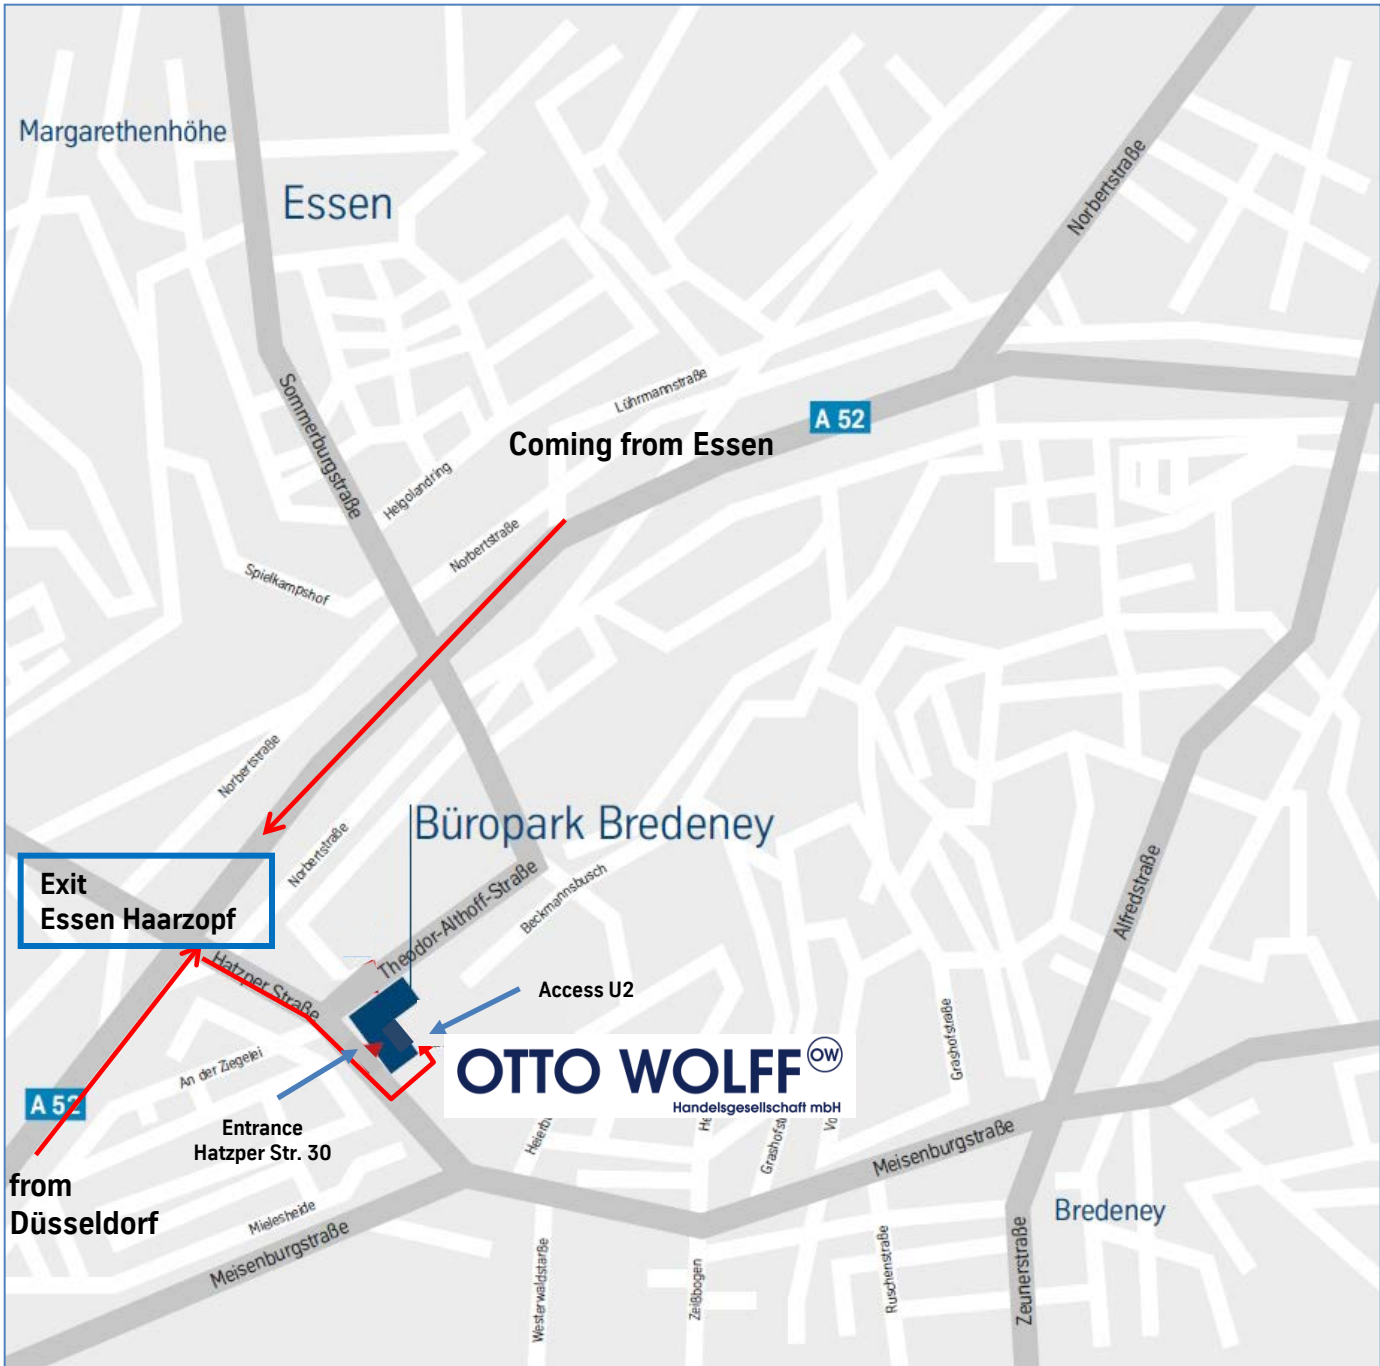 Margarethenhöhe
Essen
Norbertstraße
Sommerburgstraße
Lührmannstraße
A 52
Coming from Essen
Helgolandring
Norbertstraße
Spielkampshof
Norbertstraße
Büropark Bredeney
Norbertstraße
Exit
Essen Haarzopf
Theodor-Althoff-Straße
Beckmannsbusch
Alfredstraße
Hatzper Straße
Access U2
An der Ziegelei
OTTO WOLFF OW
Handelsgesellschaft mbH
Grashofstraße
A 52
Entrance
Hatzper Str. 30
Meisenburgstraße
from
Düsseldorf
Mielesheide
Meisenburgstraße
Bredeney
Westerwaldstarße
Zeißbogen
Ruschenstraße
Zeunerstraße